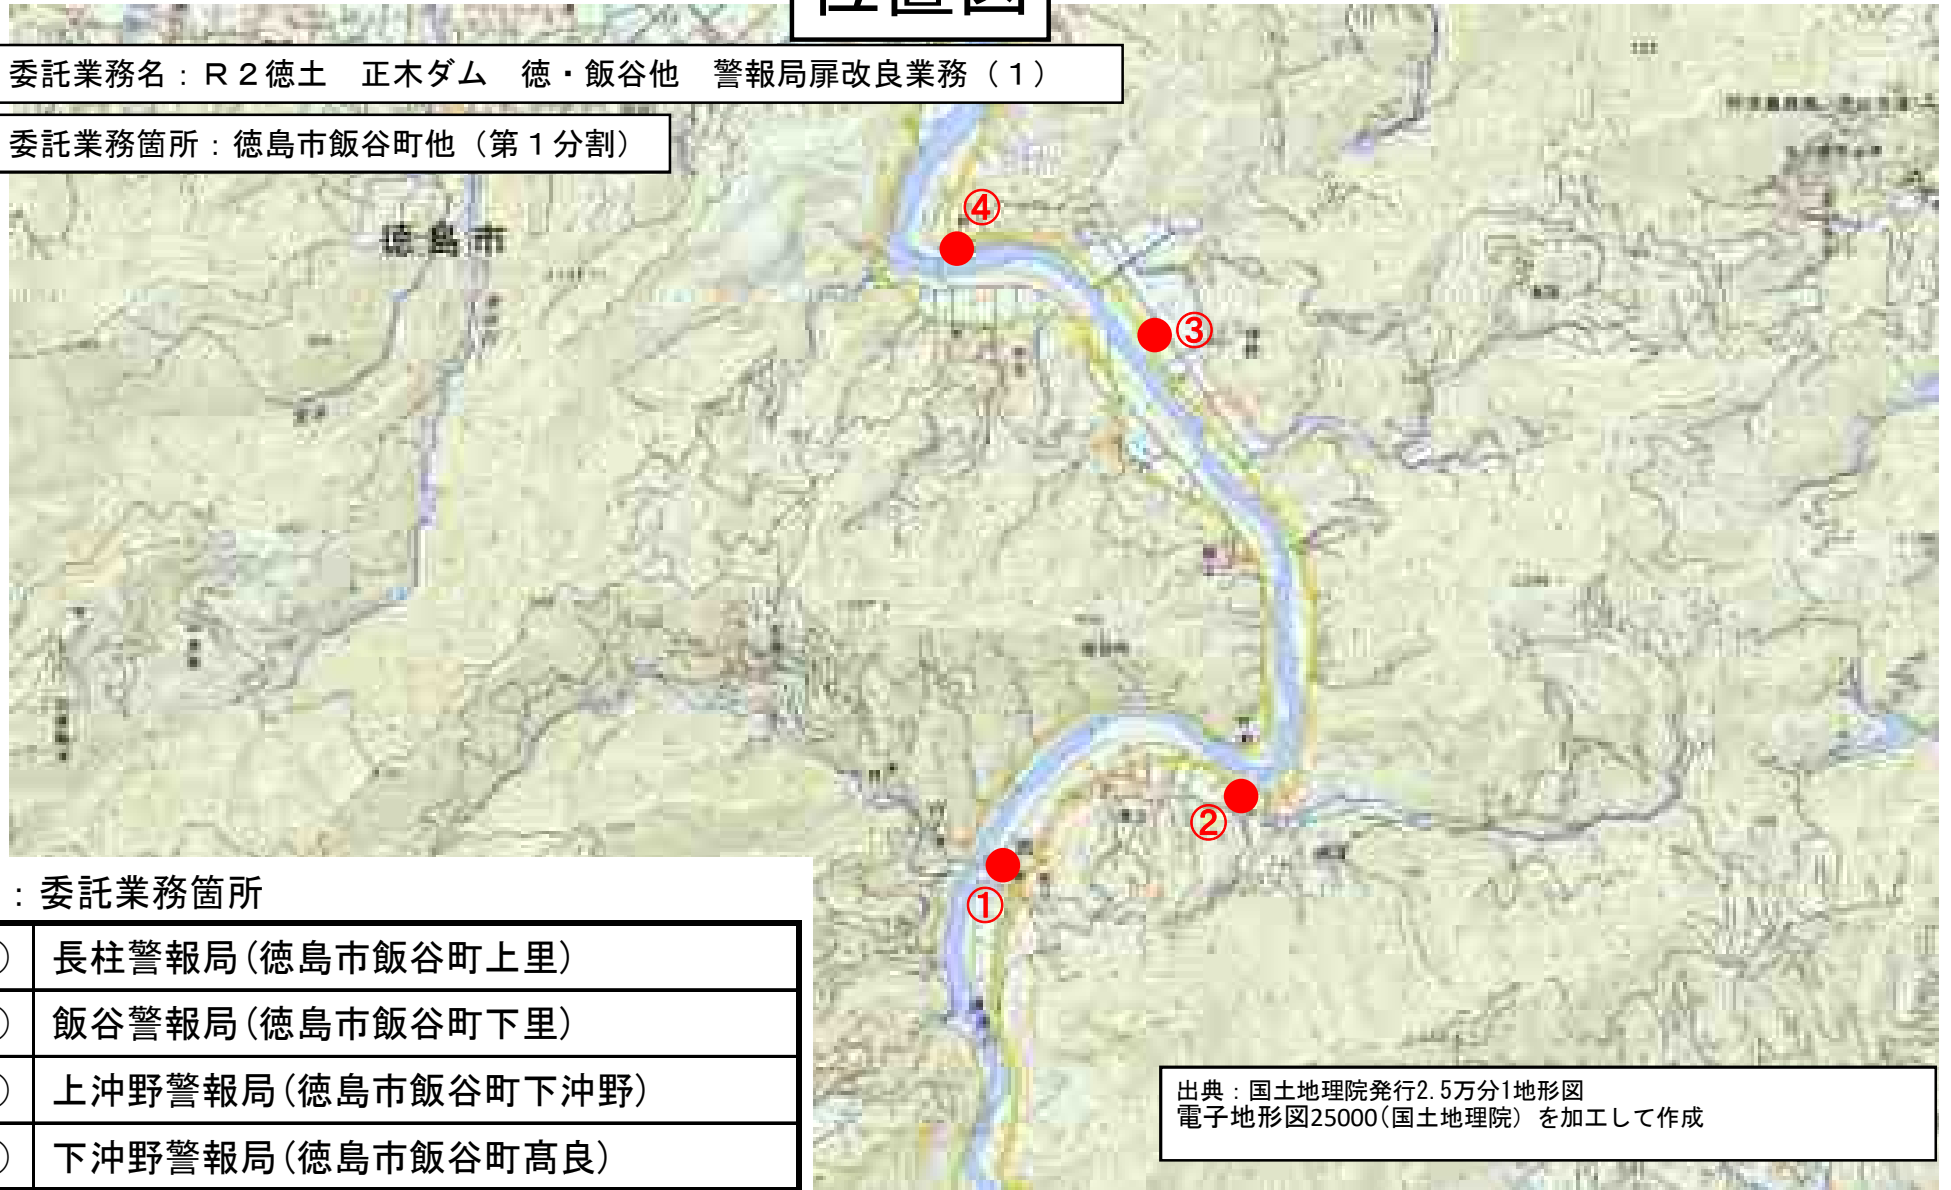 位置図
委託業務名：Ｒ２徳土　正木ダム　徳・飯谷他　警報局扉改良業務（１）
委託業務箇所：徳島市飯谷町他（第１分割）
徳島市
④
③
②
①
：委託業務箇所
長柱警報局(徳島市飯谷町上里)
飯谷警報局(徳島市飯谷町下里)
上沖野警報局(徳島市飯谷町下沖野)
下沖野警報局(徳島市飯谷町髙良)
出典：国土地理院発行2.5万分1地形図
電子地形図25000(国土地理院）を加工して作成